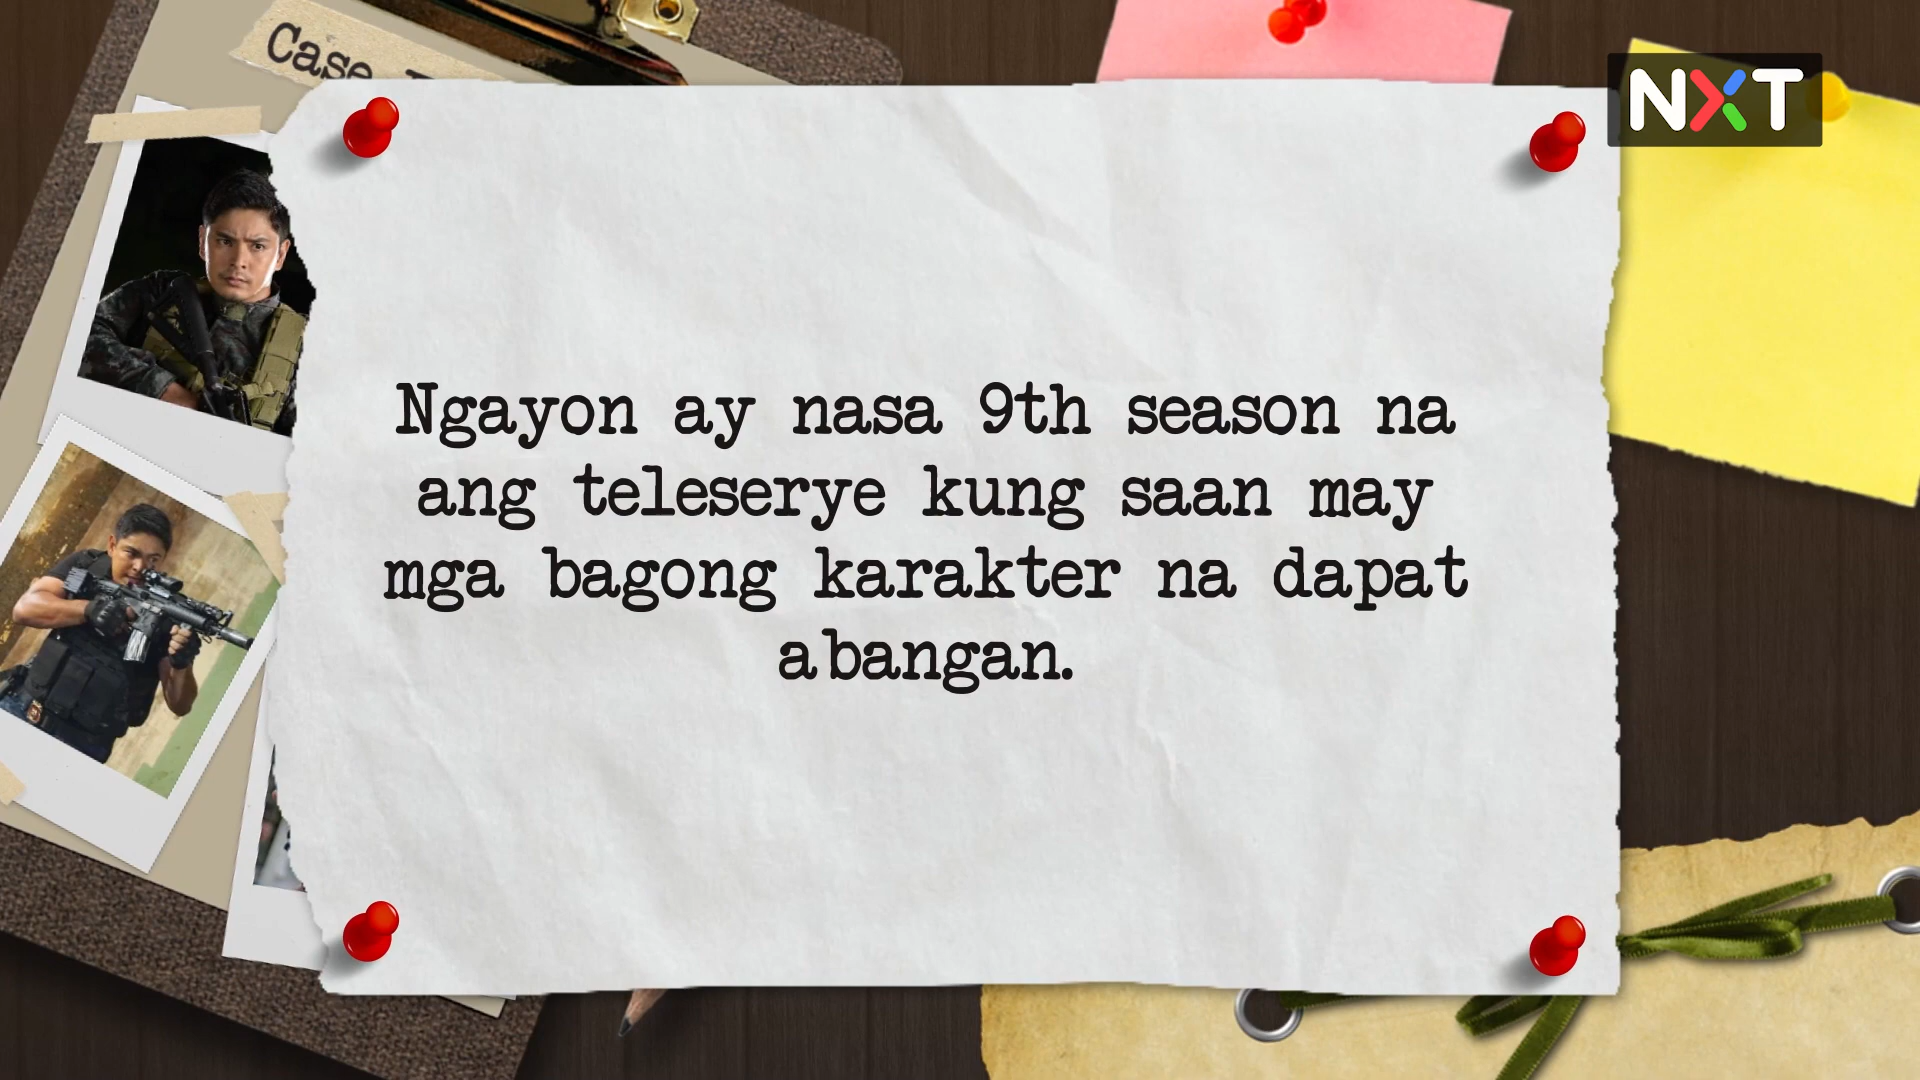 Case
NXT
Ngayon ay nasa 9th season na
ang teleserye kung saan may
mga bagong karakter na dapat
abangan.